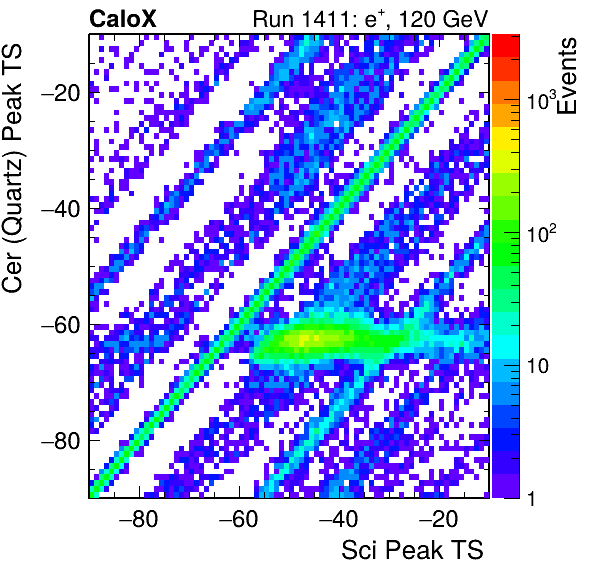 CaloX Run 1411: e⁺, 120 GeV
Cer (Quartz) Peak TS
−20
−40
−60
−80
−80 −60 −40 −20
Sci Peak TS
Events
10³
10²
10
1